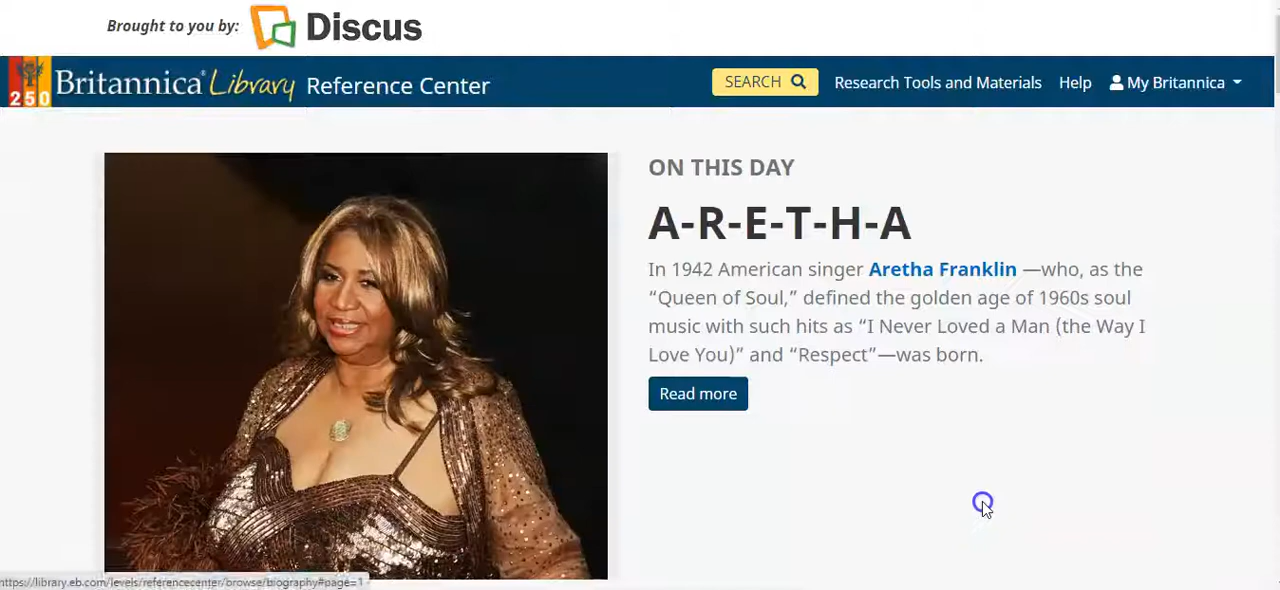 Brought to you by: Discus
250 Britannica Library Reference Center SEARCH Research Tools and Materials Help My Britannica
ON THIS DAY
A-R-E-T-H-A
In 1942 American singer Aretha Franklin —who, as the
“Queen of Soul,” defined the golden age of 1960s soul
music with such hits as “I Never Loved a Man (the Way I
Love You)” and “Respect”—was born.
Read more
https://library.eb.com/levels/referencecenter/browse/biography#page=1